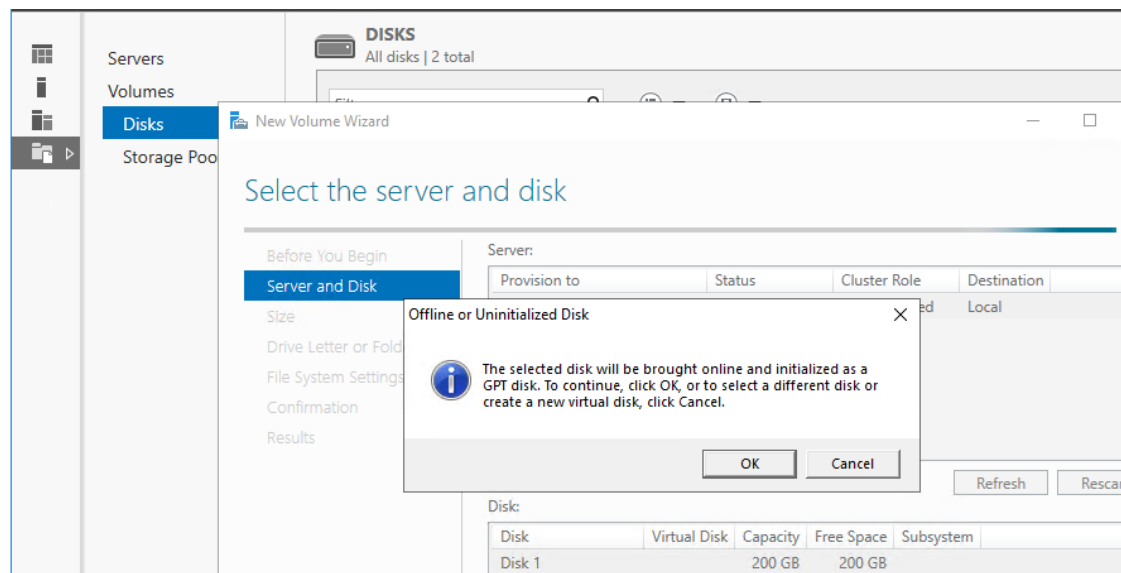 DISKS
All disks | 2 total
Servers
Volumes
Disks
Storage Poo
New Volume Wizard
Select the server and disk
Before You Begin
Server and Disk
Size
Drive Letter or Fold
File System Settings
Confirmation
Results
Server:
Provision to Status Cluster Role Destination
ed Local
Offline or Uninitialized Disk
The selected disk will be brought online and initialized as a
GPT disk. To continue, click OK, or to select a different disk or
create a new virtual disk, click Cancel.
OK Cancel
Refresh Resca
Disk:
Disk Virtual Disk Capacity Free Space Subsystem
Disk 1 200 GB 200 GB